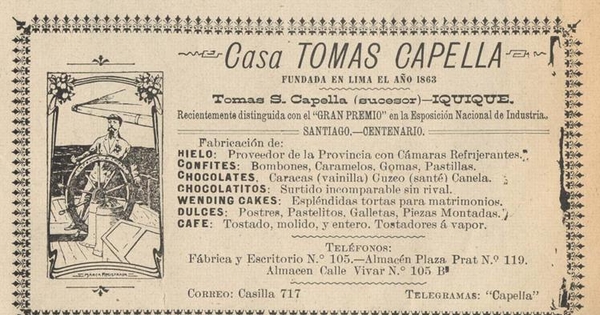 Casa TOMAS CAPELLA
FUNDADA EN LIMA EL AÑO 1863
Tomas S. Capella (sucesor)—IQUIQUE.
Recientemente distinguida con el "GRAN PREMIO" en la Esposición Nacional de Industria.
SANTIAGO.—CENTENARIO.
Fabricación de:
HIELO: Proveedor de la Provincia con Cámaras Refrijerantes.
CONFITES: Bombones, Caramelos, Gomas, Pastillas.
CHOCOLATES, Caracas (vainilla) Guzco (santé) Canela.
CHOCOLATITOS: Surtido incomparable sin rival.
WENDING CAKES: Espléndidas tortas para matrimonios.
DULCES: Postres, Pastelitos, Galletas, Piezas Montadas.
CAFE: Tostado, molido, y entero. Tostadores á vapor.
TELÉFONOS:
Fábrica y Escritorio N.° 105.—Almacén Plaza Prat N.° 119.
Almacen Calle Vivar N.° 105 B
CORREO: Casilla 717
TELEGRAMAS: "Capella"
MARCA REGISTRADA